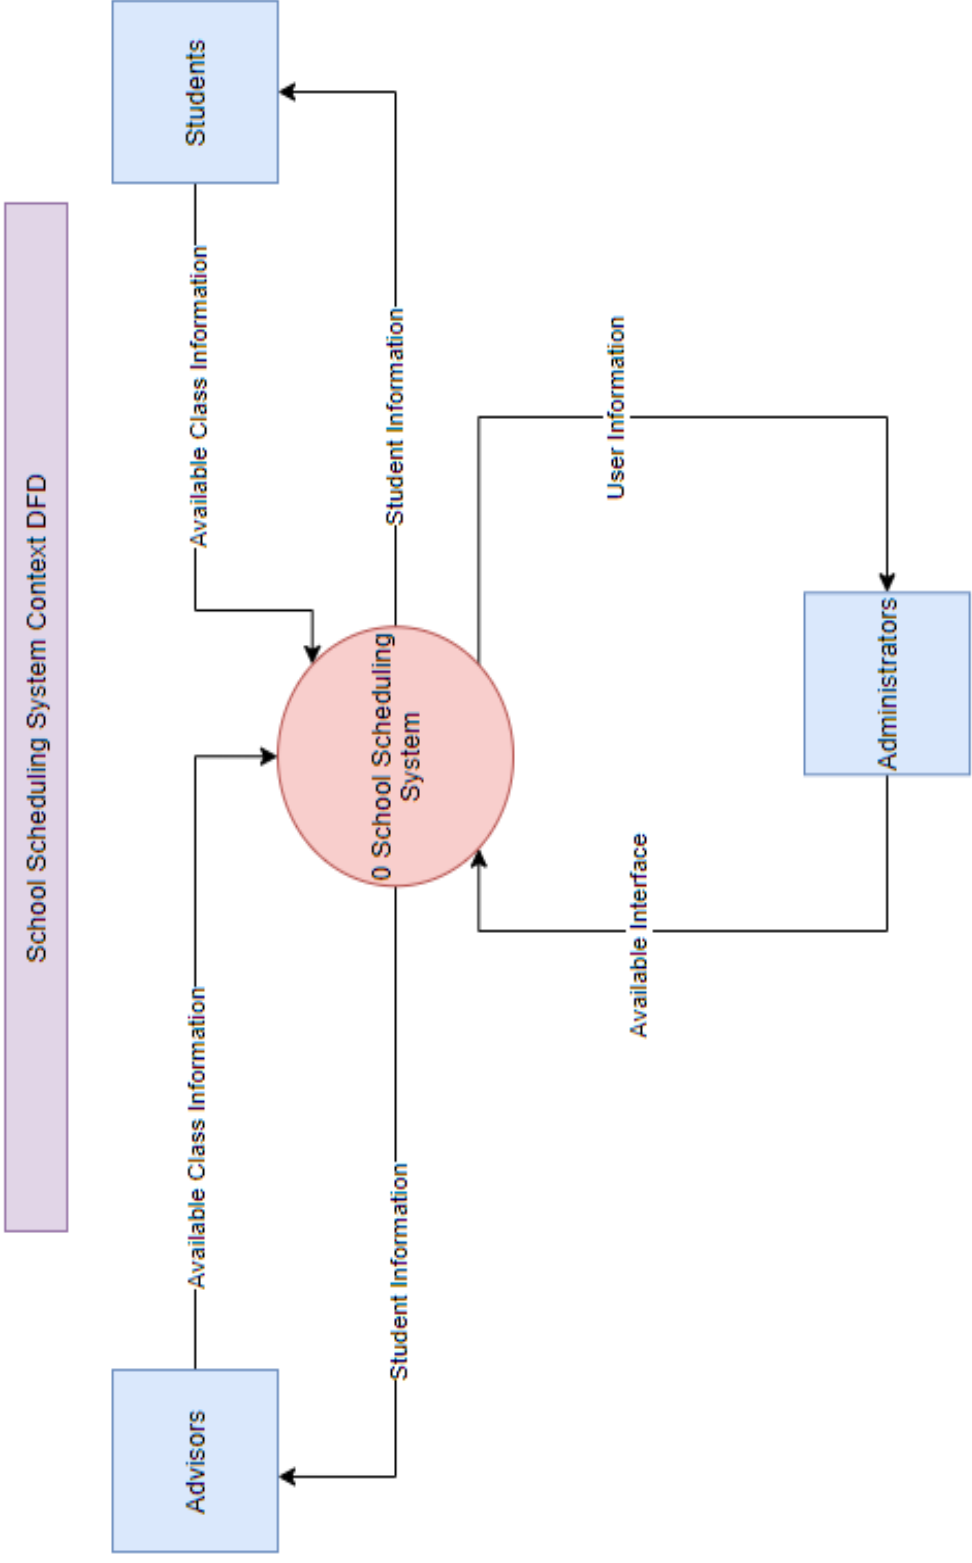 School Scheduling System Context DFD
Advisors
Available Class Information
Available Class Information
Students
Student Information
0 School Scheduling
System
Student Information
Available Interface
User Information
Administrators